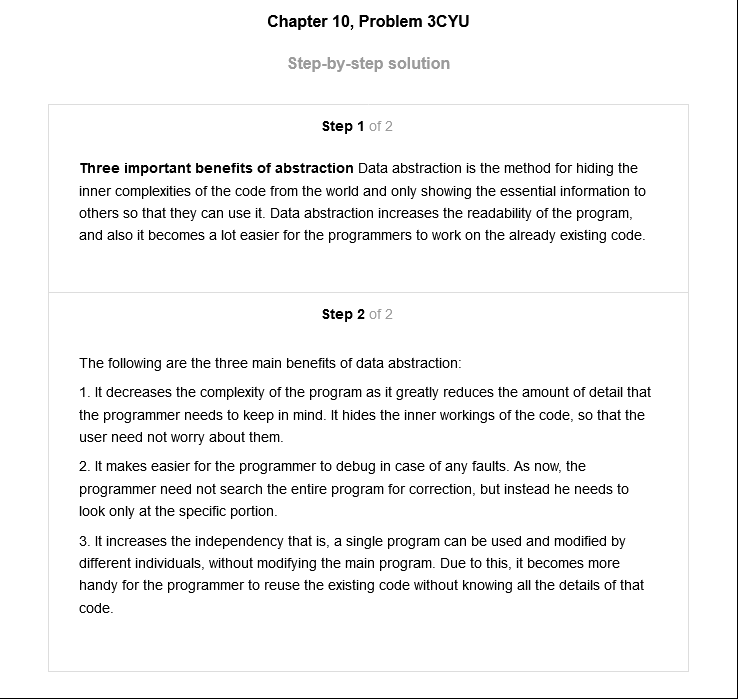 Chapter 10, Problem 3CYU
Step-by-step solution
Step 1 of 2
Three important benefits of abstraction Data abstraction is the method for hiding the
inner complexities of the code from the world and only showing the essential information to
others so that they can use it. Data abstraction increases the readability of the program,
and also it becomes a lot easier for the programmers to work on the already existing code.
Step 2 of 2
The following are the three main benefits of data abstraction:
1. It decreases the complexity of the program as it greatly reduces the amount of detail that
the programmer needs to keep in mind. It hides the inner workings of the code, so that the
user need not worry about them.
2. It makes easier for the programmer to debug in case of any faults. As now, the
programmer need not search the entire program for correction, but instead he needs to
look only at the specific portion.
3. It increases the independency that is, a single program can be used and modified by
different individuals, without modifying the main program. Due to this, it becomes more
handy for the programmer to reuse the existing code without knowing all the details of that
code.